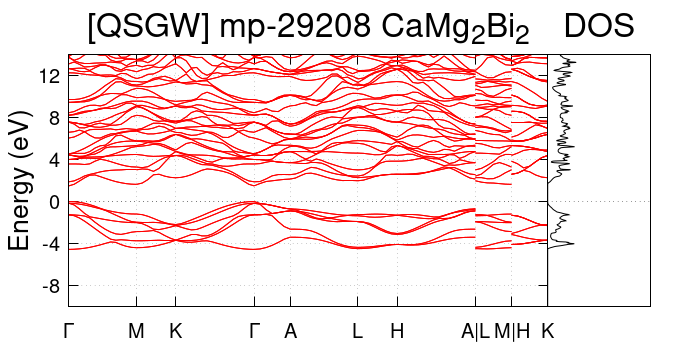 [QSGW] mp-29208 CaMg2Bi2 DOS
Energy (eV)
12
8
4
0
-4
-8
Γ M K Γ A L H A|L M|H K